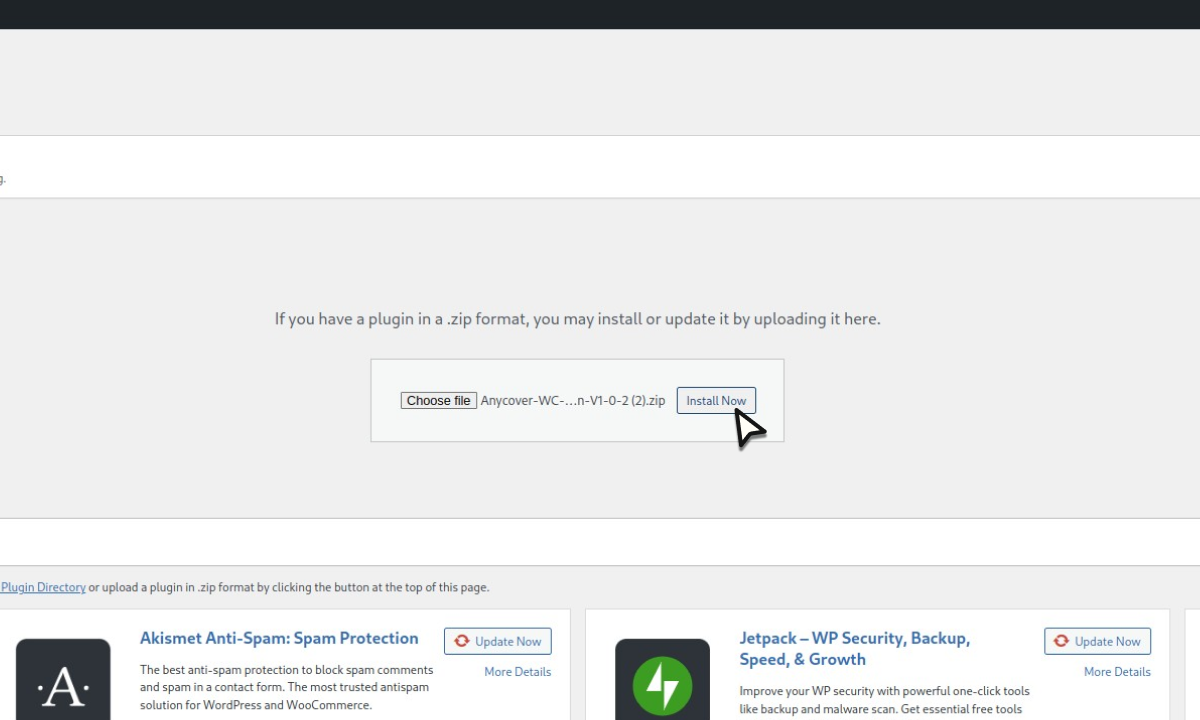 g.
If you have a plugin in a .zip format, you may install or update it by uploading it here.
Choose file Anycover-WC-...n-V1-0-2 (2).zip Install Now
Plugin Directory or upload a plugin in .zip format by clicking the button at the top of this page.
·A·
Akismet Anti-Spam: Spam Protection
Update Now
More Details
The best anti-spam protection to block spam comments
and spam in a contact form. The most trusted antispam
solution for WordPress and WooCommerce.
Jetpack – WP Security, Backup,
Speed, & Growth
Update Now
More Details
Improve your WP security with powerful one-click tools
like backup and malware scan. Get essential free tools